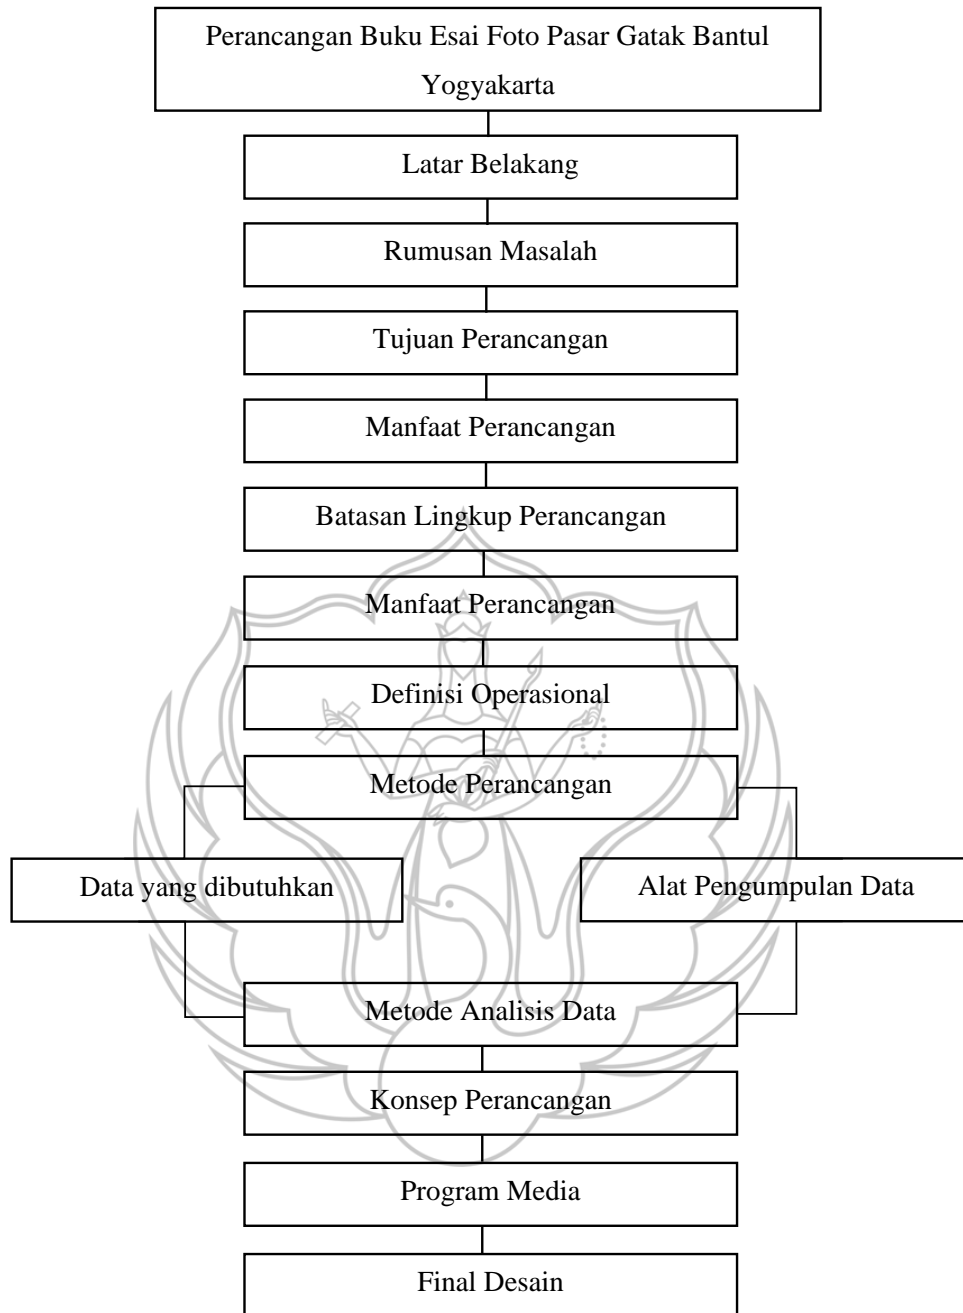 Perancangan Buku Esai Foto Pasar Gatak Bantul
Yogyakarta
Latar Belakang
Rumusan Masalah
Tujuan Perancangan
Manfaat Perancangan
Batasan Lingkup Perancangan
Manfaat Perancangan
Definisi Operasional
Metode Perancangan
Data yang dibutuhkan
Alat Pengumpulan Data
Metode Analisis Data
Konsep Perancangan
Program Media
Final Desain